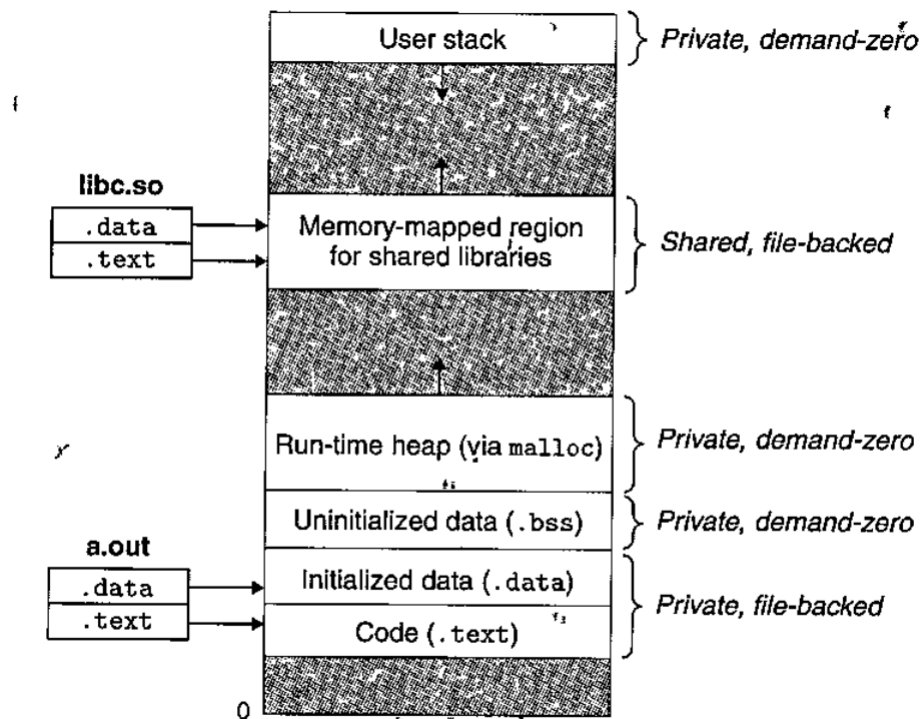 User stack
Private, demand-zero
libc.so
.data
.text
Memory-mapped region
for shared libraries
Shared, file-backed
Run-time heap (via malloc)
Private, demand-zero
Uninitialized data (.bss)
Private, demand-zero
a.out
.data
.text
Initialized data (.data)
Code (.text)
Private, file-backed
0